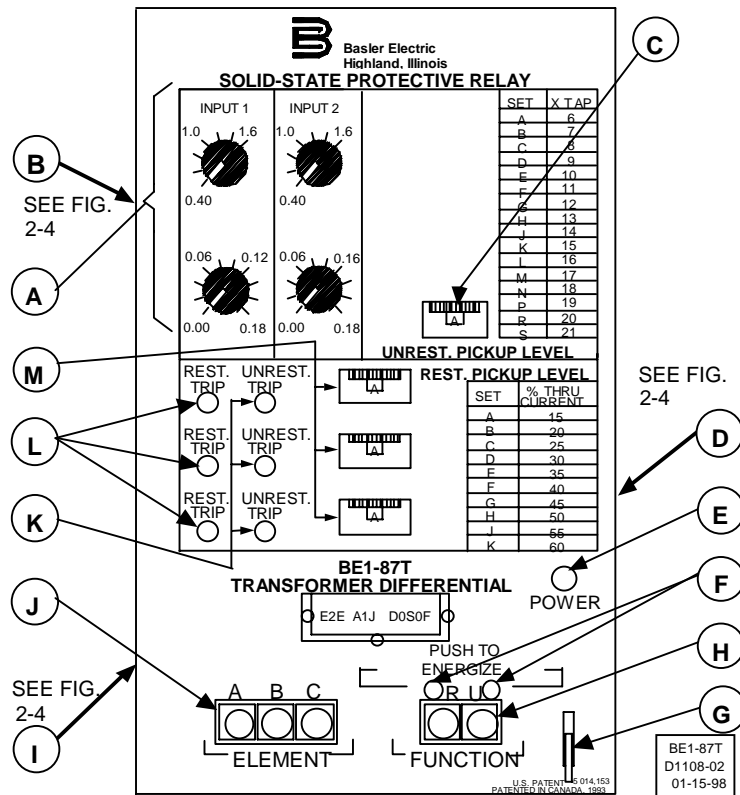 Basler Electric
Highland, Illinois
SOLID-STATE PROTECTIVE RELAY
C
INPUT 1
INPUT 2
1.0 1.6
1.0 1.6
0.40
0.40
0.06 0.12
0.06 0.16
0.00 0.18
0.00 0.18
SET X TAP
A 6
B 7
C 8
D 9
E 10
F 11
G 12
H 13
J 14
K 15
L 16
M 17
N 18
P 19
R 20
S 21
B
SEE FIG.
2-4
A
A
UNREST. PICKUP LEVEL
M
REST.
TRIP
UNREST.
TRIP
A
REST. PICKUP LEVEL
SET % THRU
CURRENT
A 15
B 20
C 25
D 30
E 35
F 40
G 45
H 50
J 55
K 60
L
REST.
TRIP
UNREST.
TRIP
A
K
REST.
TRIP
UNREST.
TRIP
A
SEE FIG.
2-4
D
E
BE1-87T
TRANSFORMER DIFFERENTIAL
POWER
E2E A1J D0S0F
J
F
PUSH TO
ENERGIZE
H
SEE FIG.
2-4
I
A B C
R U
G
ELEMENT
FUNCTION
U.S. PATENT 5 014,153
PATENTED IN CANADA, 1993
BE1-87T
D1108-02
01-15-98